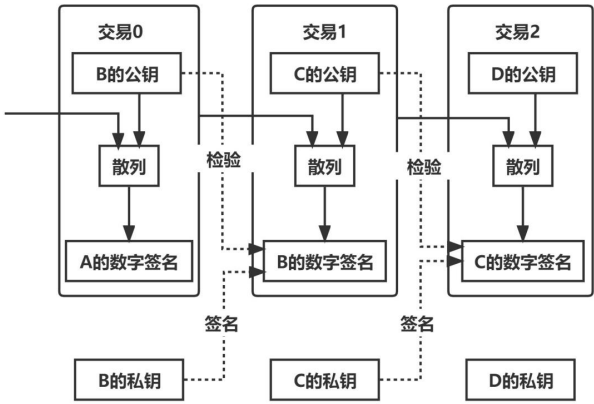 交易0
交易1
交易2
B的公钥
C的公钥
D的公钥
散列
检验
散列
检验
散列
A的数字签名
B的数字签名
C的数字签名
签名
签名
B的私钥
C的私钥
D的私钥